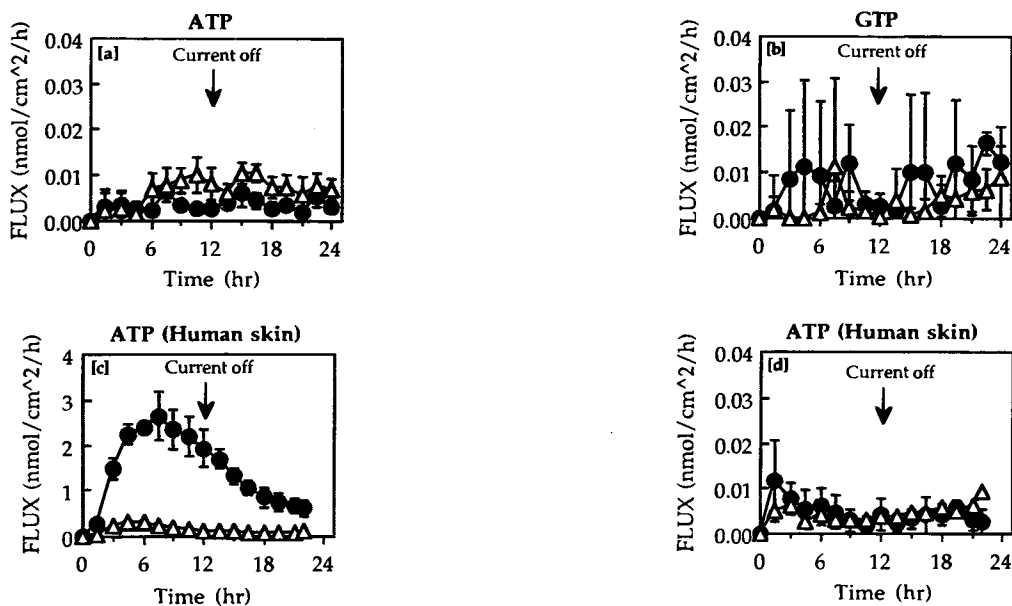 ATP
[a]
Current off
0.04
0.03
0.02
0.01
0.00
FLUX (nmol/cm^2/h)
0 6 12 18 24
Time (hr)
GTP
[b]
Current off
0.04
0.03
0.02
0.01
0.00
FLUX (nmol/cm^2/h)
0 6 12 18 24
Time (hr)
ATP (Human skin)
[c]
Current off
4
3
2
1
0
FLUX (nmol/cm^2/h)
0 6 12 18 24
Time (hr)
ATP (Human skin)
[d]
Current off
0.04
0.03
0.02
0.01
0.00
FLUX (nmol/cm^2/h)
0 6 12 18 24
Time (hr)